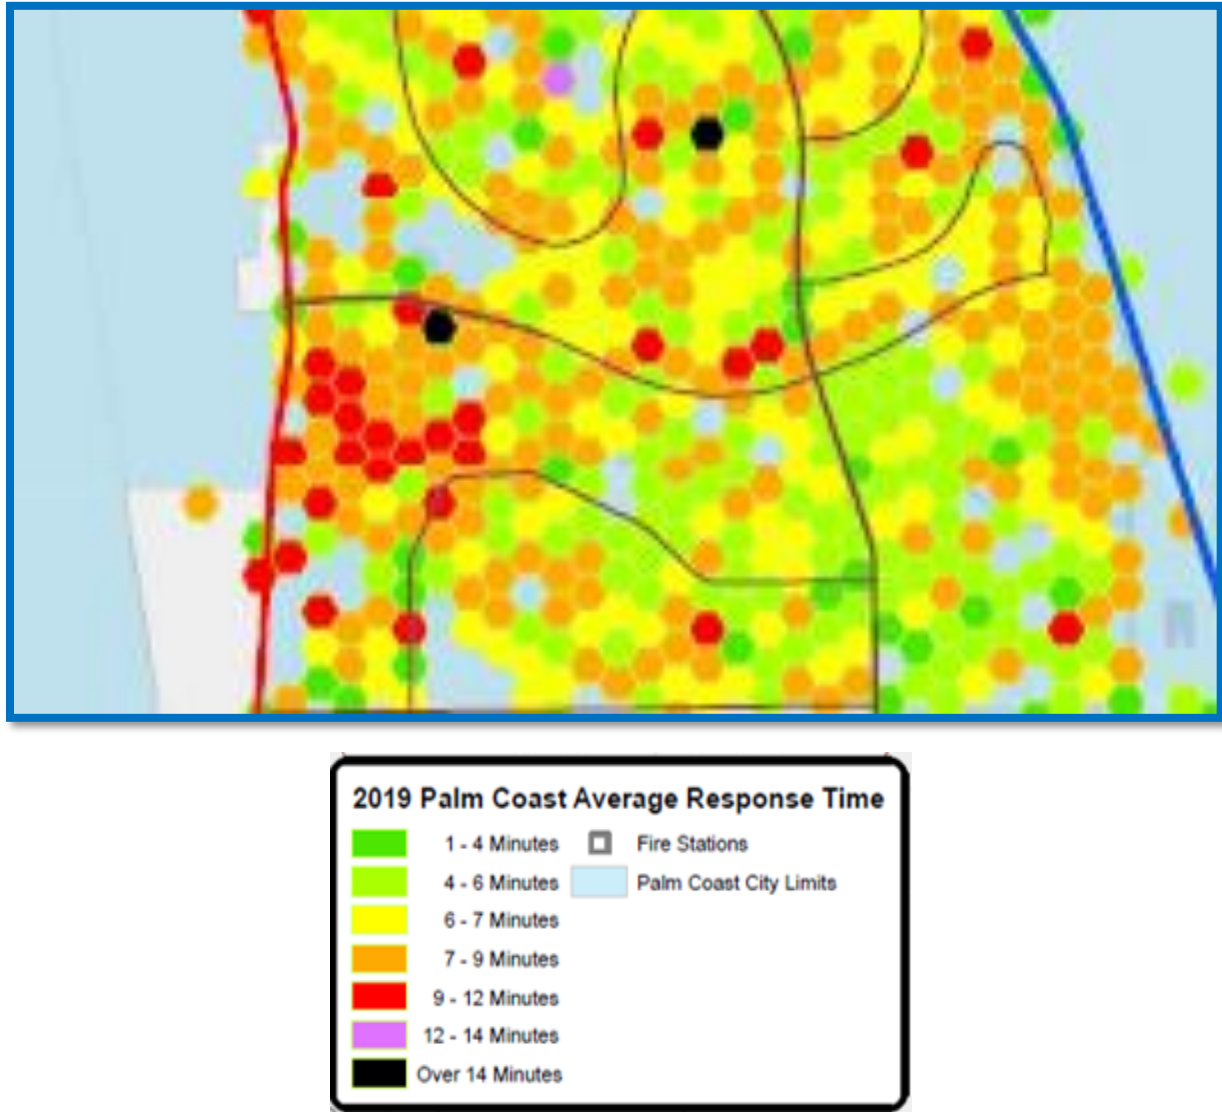 2019 Palm Coast Average Response Time
1 - 4 Minutes
Fire Stations
4 - 6 Minutes
Palm Coast City Limits
6 - 7 Minutes
7 - 9 Minutes
9 - 12 Minutes
12 - 14 Minutes
Over 14 Minutes